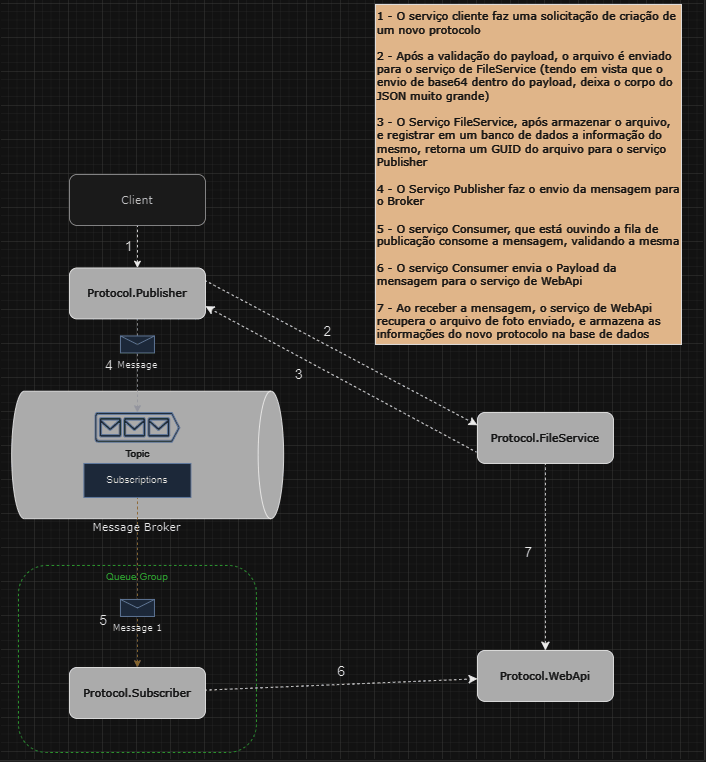 1 - O serviço cliente faz uma solicitação de criação de
um novo protocolo
2 - Após a validação do payload, o arquivo é enviado
para o serviço de FileService (tendo em vista que o
envio de base64 dentro do payload, deixa o corpo do
JSON muito grande)
3 - O Serviço FileService, após armazenar o arquivo,
e registrar em um banco de dados a informação do
mesmo, retorna um GUID do arquivo para o serviço
Publisher
4 - O Serviço Publisher faz o envio da mensagem para
o Broker
5 - O serviço Consumer, que está ouvindo a fila de
publicação consome a mensagem, validando a mesma
6 - O serviço Consumer envia o Payload da
mensagem para o serviço de WebApi
7 - Ao receber a mensagem, o serviço de WebApi
recupera o arquivo de foto enviado, e armazena as
informações do novo protocolo na base de dados
Client
1
Protocol.Publisher
2
3
4 Message
Topic
Subscriptions
Message Broker
Protocol.FileService
7
Queue Group
5
Message 1
Protocol.Subscriber
6
Protocol.WebApi